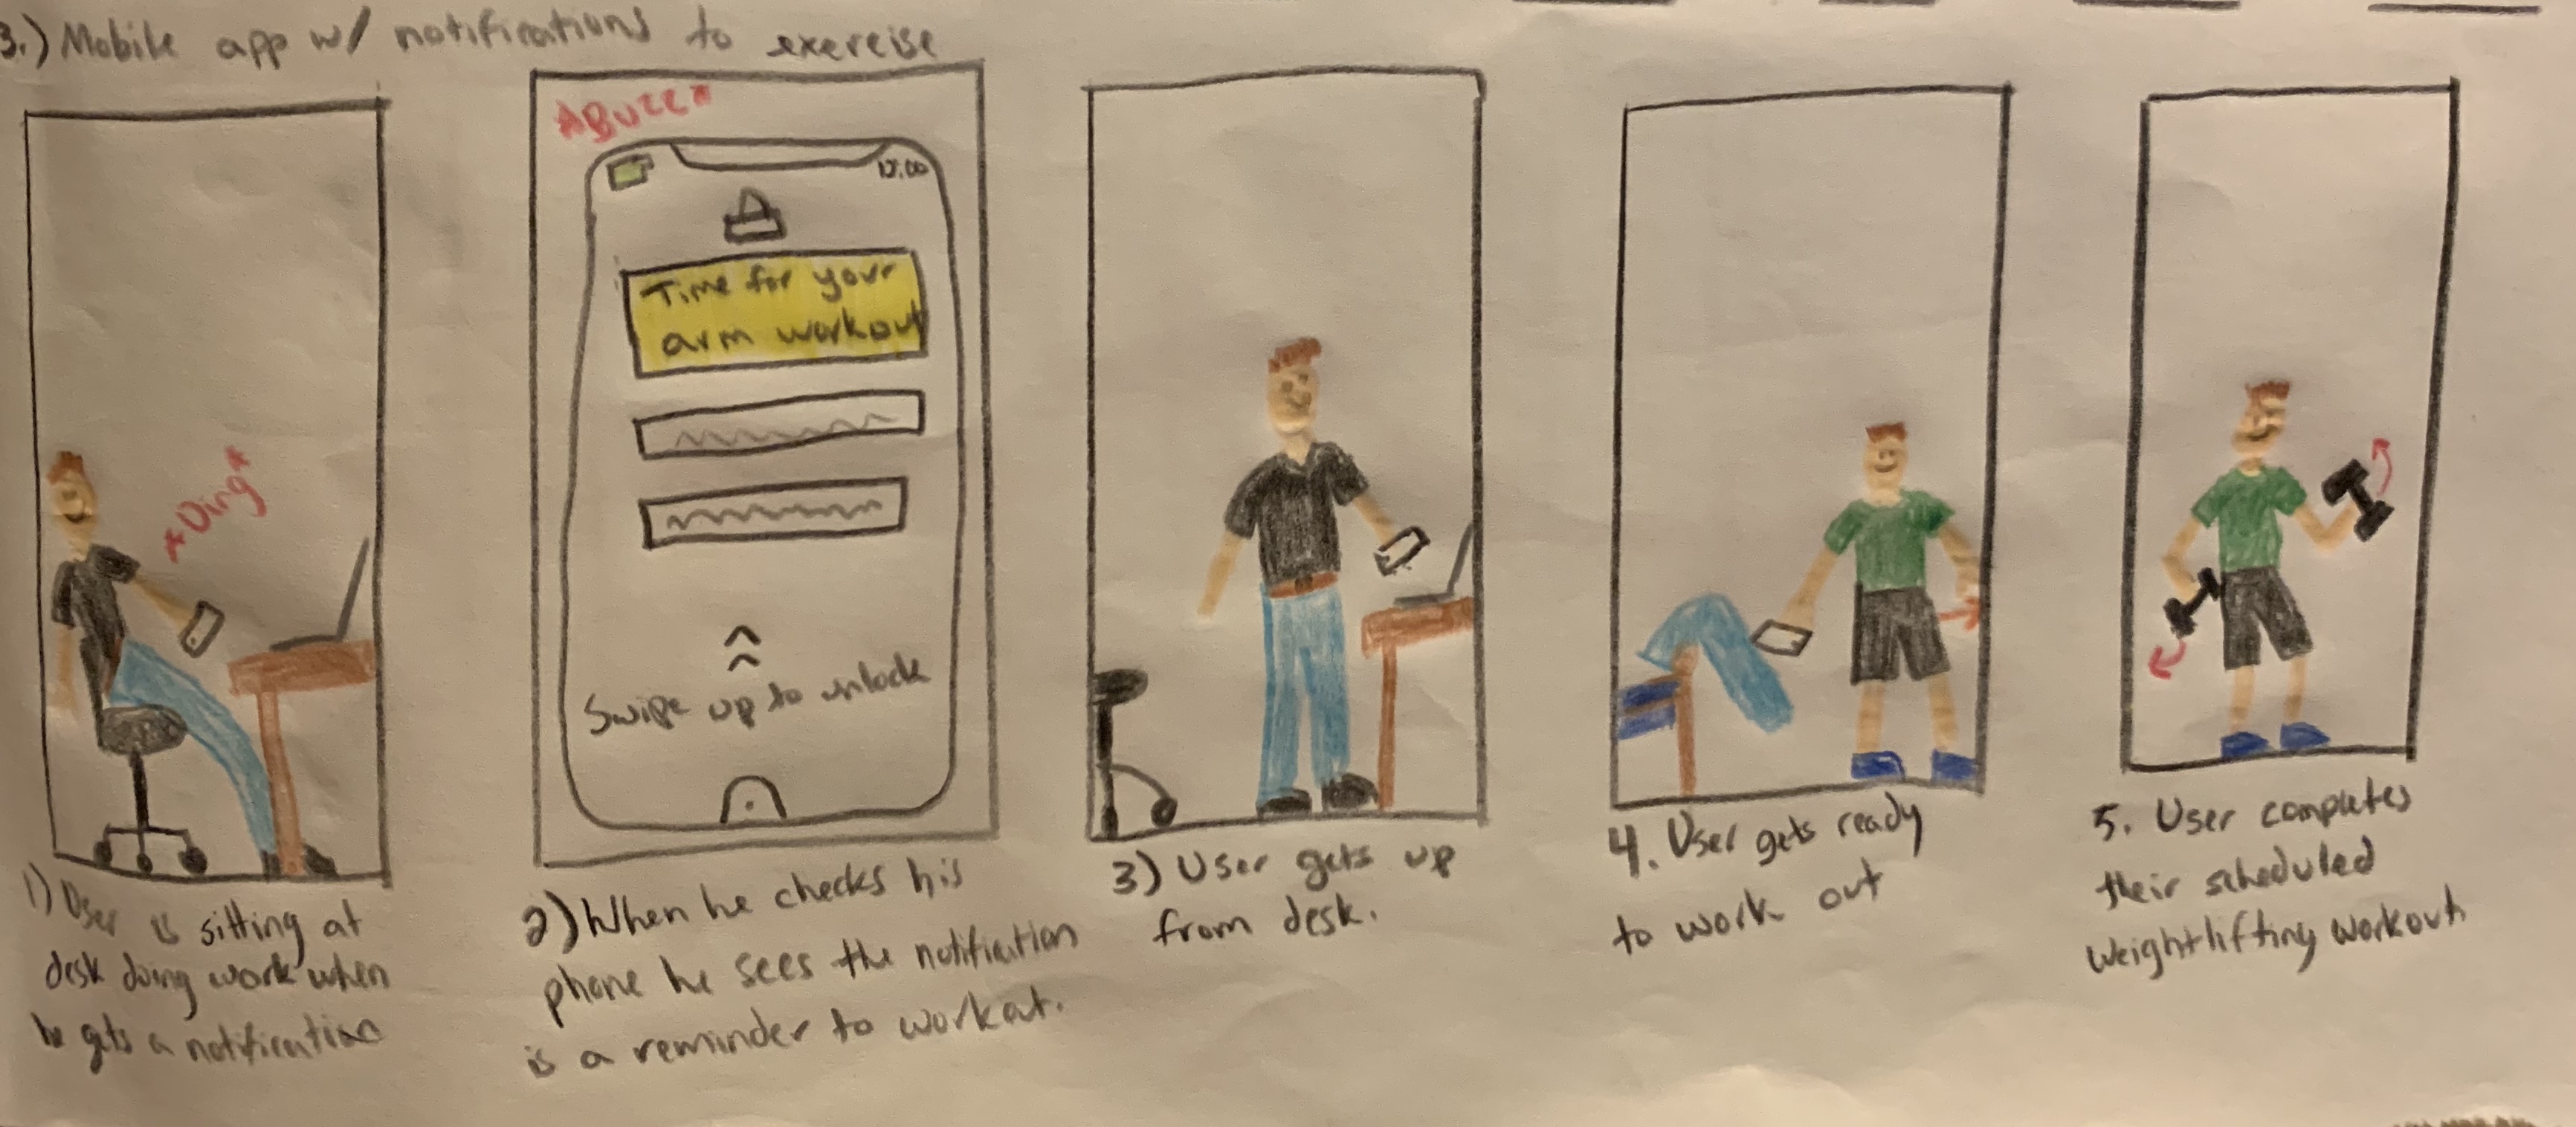 3.) Mobile app w/ notifications to exercise
*Ding*
1) User is sitting at
desk doing work when
he gets a notification
*Buzz*
12:00
Time for your
arm workout
Swipe up to unlock
2) When he checks his
phone he sees the notification
is a reminder to workout.
3) User gets up
from desk.
4. User gets ready
to work out
5. User completes
their scheduled
weightlifting workout